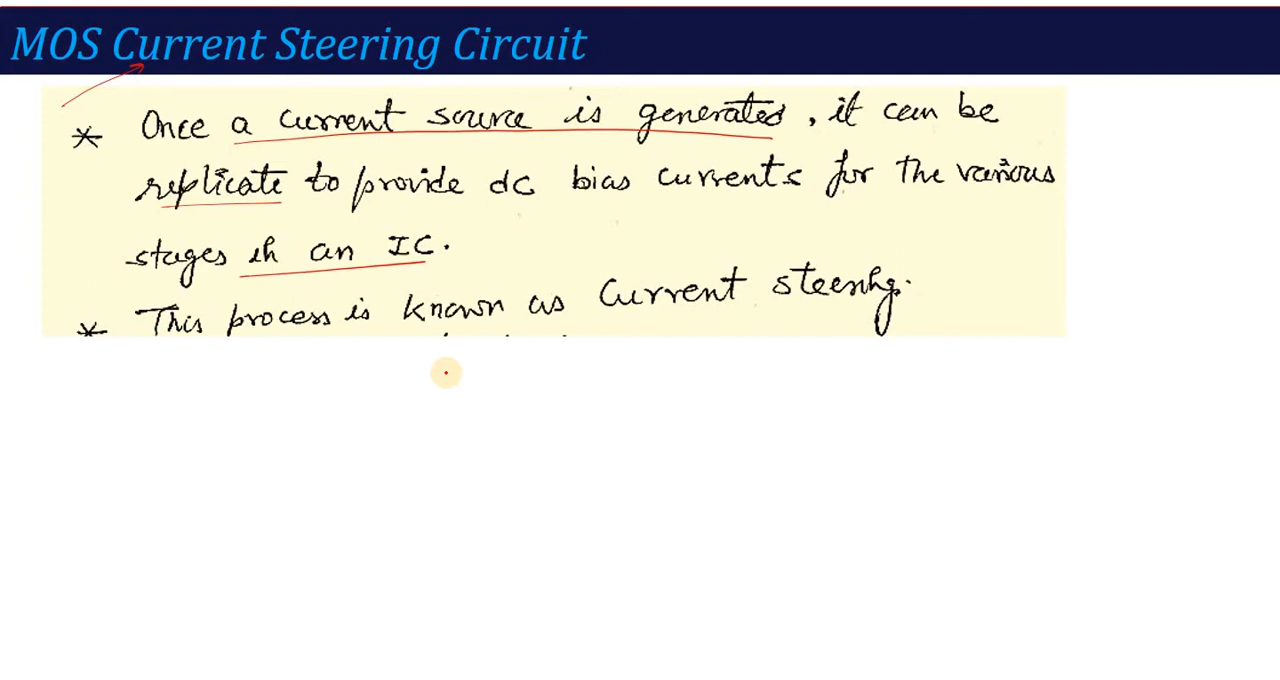 MOS Current Steering Circuit
* Once a current source is generated, it can be
replicate to provide dc bias currents for the various
stages in an IC.
* This process is known as current steering.